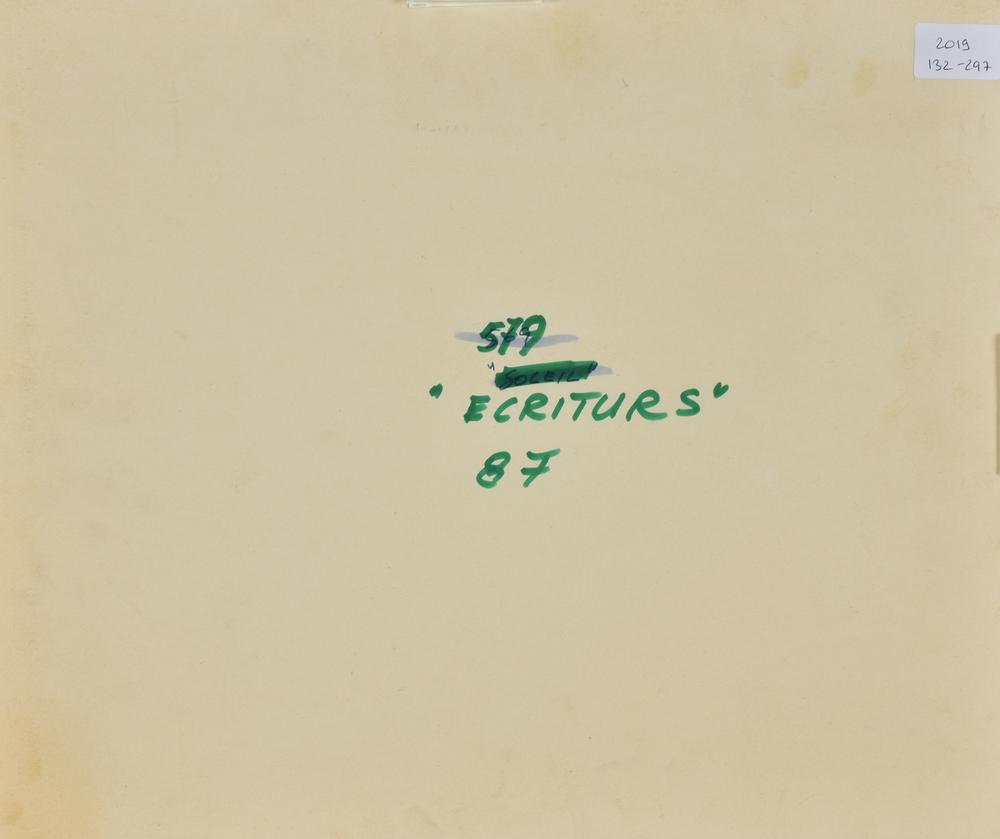 2019
132-297
579
"SOLEIL"
"ECRITURS"
87